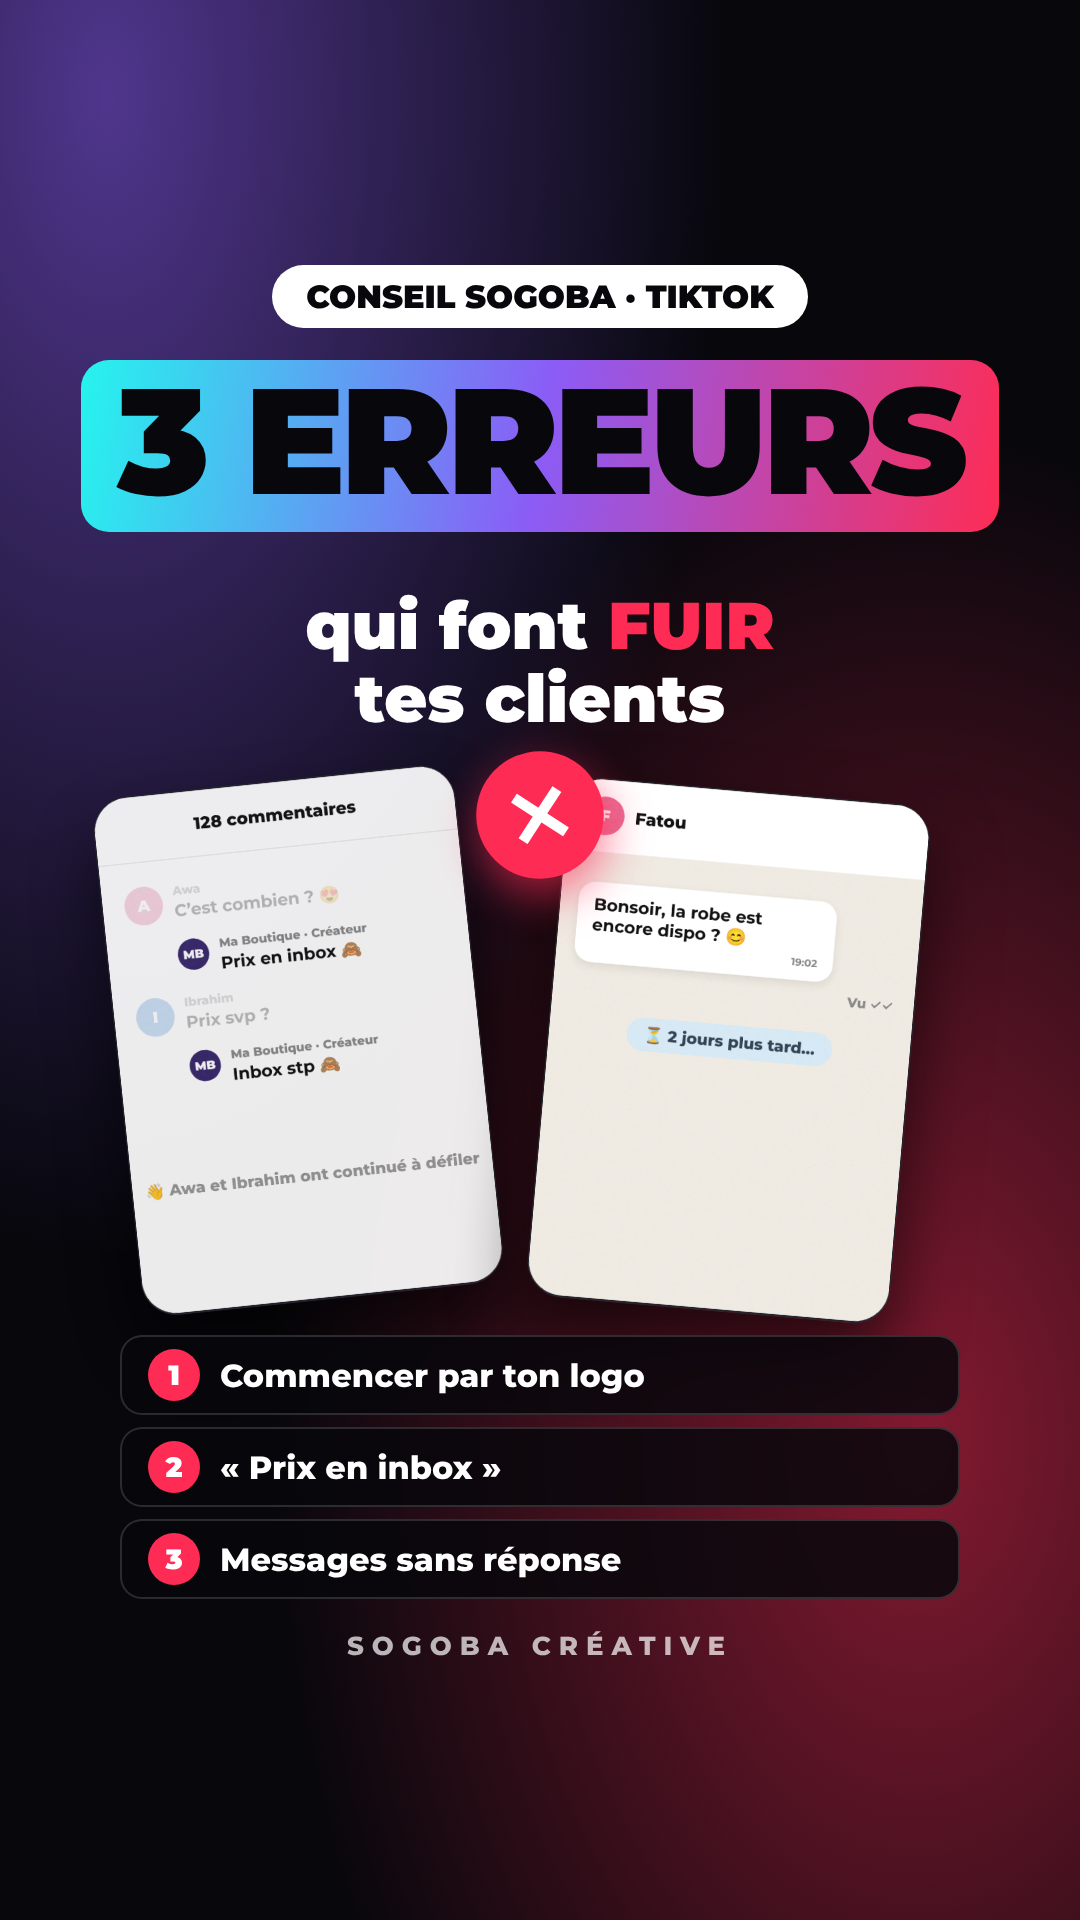 CONSEIL SOGOBA • TIKTOK
3 ERREURS
qui font FUIR
tes clients
128 commentaires
A
Awa
C'est combien ? 😍
MB
Ma Boutique · Créateur
Prix en inbox 🙈
I
Ibrahim
Prix svp ?
MB
Ma Boutique · Créateur
Inbox stp 🙈
👋 Awa et Ibrahim ont continué à défiler
F
Fatou
Bonsoir, la robe est
encore dispo ? 😊
19:02
Vu ✓✓
⏳ 2 jours plus tard...
1 Commencer par ton logo
2 « Prix en inbox »
3 Messages sans réponse
SOGOBA CRÉATIVE